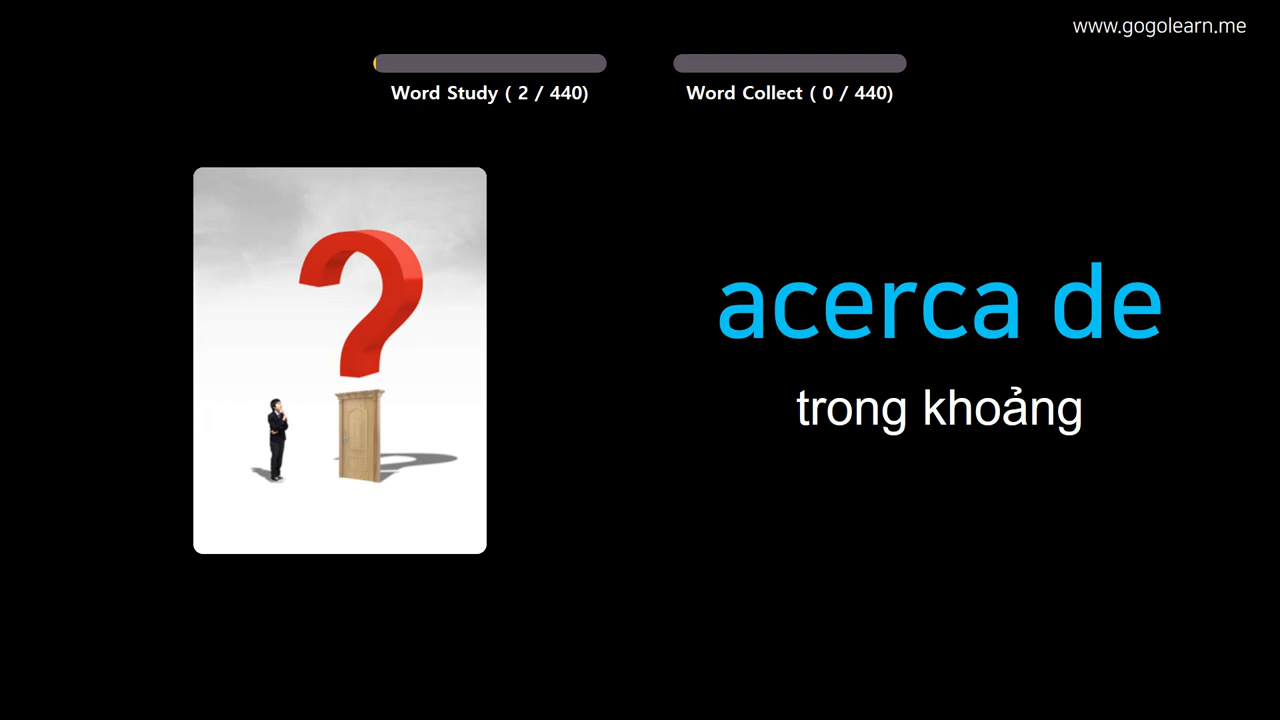 www.gogolearn.me
Word Study ( 2 / 440)
Word Collect ( 0 / 440)
acerca de
trong khoảng